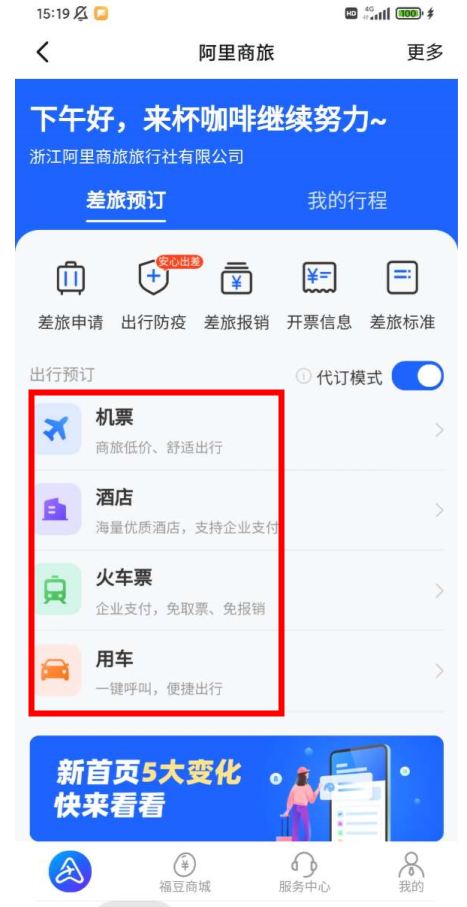 15:19
HD 4G 100
阿里商旅 更多
下午好，来杯咖啡继续努力~
浙江阿里商旅旅行社有限公司
差旅预订 我的行程
安心出差
差旅申请 出行防疫 差旅报销 开票信息 差旅标准
出行预订 代订模式
机票
商旅低价、舒适出行
酒店
海量优质酒店，支持企业支付
火车票
企业支付，免取票、免报销
用车
一键呼叫，便捷出行
新首页5大变化
快来看看
福豆商城 服务中心 我的